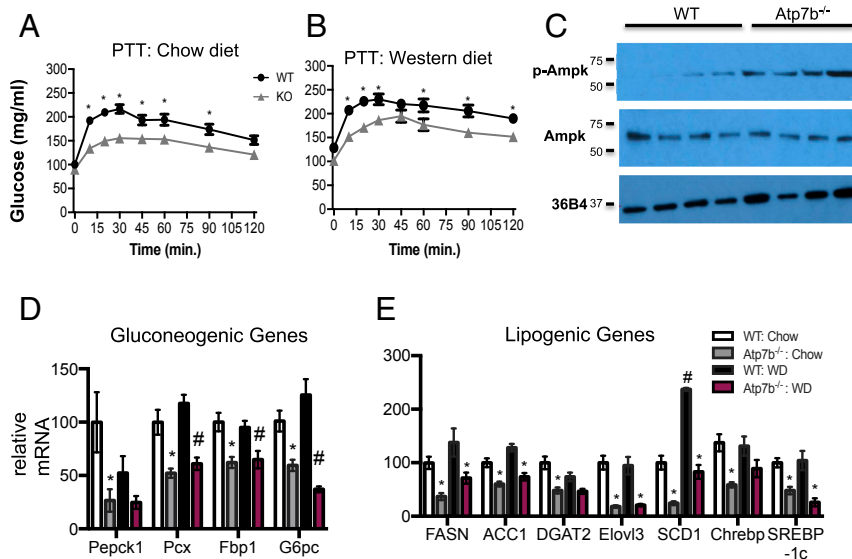 A
PTT: Chow diet
Glucose (mg/ml)
300
250
200
150
100
50
0
* * * * * *
0 15 30 45 60 75 90 105 120
Time (min.)
WT
KO
B
PTT: Western diet
300
250
200
150
100
50
0
* * * * * *
0 15 30 45 60 75 90 105 120
Time (min.)
C
WT Atp7b-/-
p-Ampk 75
50
Ampk 75
50
36B4 37
D
Gluconeogenic Genes
relative
mRNA
150
100
50
0
* * # * # * #
Pepck1 Pcx Fbp1 G6pc
E
Lipogenic Genes
WT: Chow
Atp7b-/-: Chow
WT: WD
Atp7b-/-: WD
300
200
100
0
* * * * * * # * * *
FASN ACC1 DGAT2 Elovl3 SCD1 Chrebp SREBP
-1c